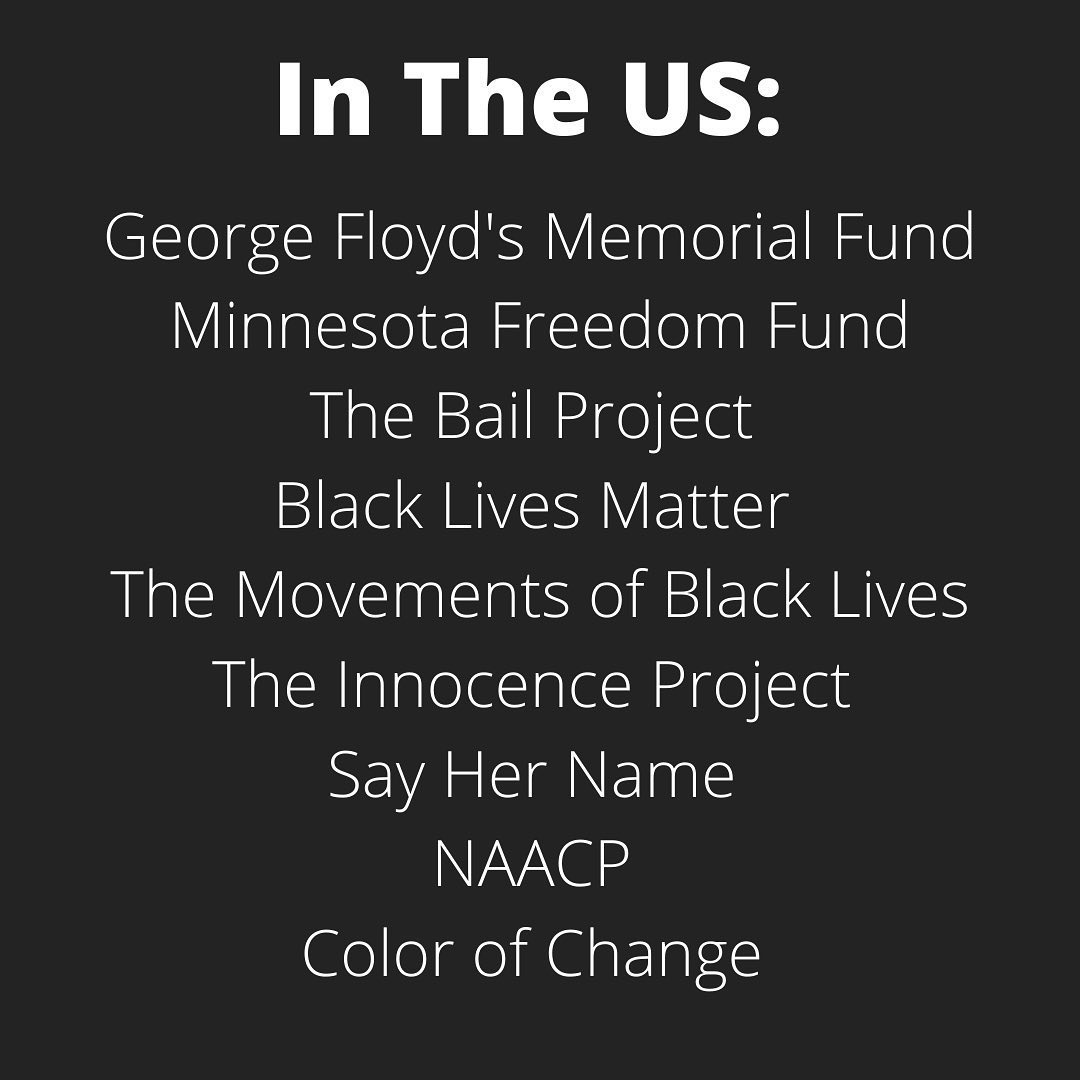 In The US:
George Floyd's Memorial Fund
Minnesota Freedom Fund
The Bail Project
Black Lives Matter
The Movements of Black Lives
The Innocence Project
Say Her Name
NAACP
Color of Change